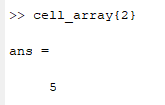 >> cell_array{2}
ans =
5